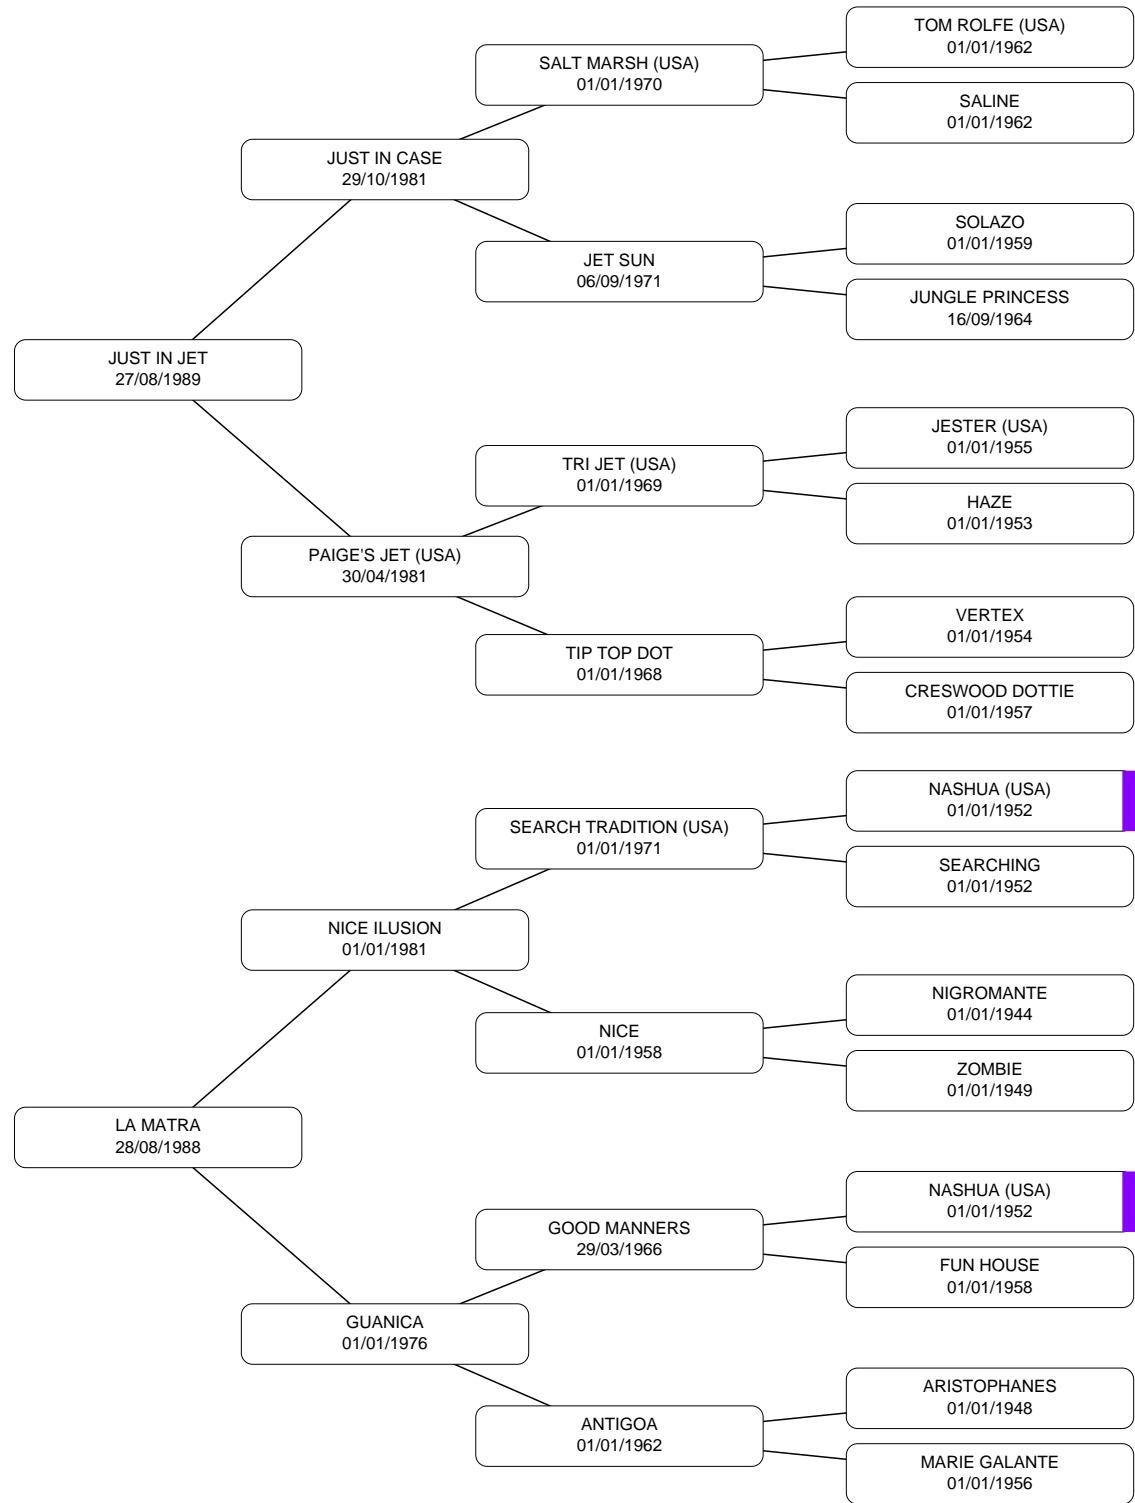 TOM ROLFE (USA)
01/01/1962
SALT MARSH (USA)
01/01/1970
SALINE
01/01/1962
JUST IN CASE
29/10/1981
SOLAZO
01/01/1959
JET SUN
06/09/1971
JUNGLE PRINCESS
16/09/1964
JUST IN JET
27/08/1989
JESTER (USA)
01/01/1955
TRI JET (USA)
01/01/1969
HAZE
01/01/1953
PAIGE'S JET (USA)
30/04/1981
VERTEX
01/01/1954
TIP TOP DOT
01/01/1968
CRESWOOD DOTTIE
01/01/1957
NASHUA (USA)
01/01/1952
SEARCH TRADITION (USA)
01/01/1971
SEARCHING
01/01/1952
NICE ILUSION
01/01/1981
NIGROMANTE
01/01/1944
NICE
01/01/1958
ZOMBIE
01/01/1949
LA MATRA
28/08/1988
NASHUA (USA)
01/01/1952
GOOD MANNERS
29/03/1966
FUN HOUSE
01/01/1958
GUANICA
01/01/1976
ARISTOPHANES
01/01/1948
ANTIGOA
01/01/1962
MARIE GALANTE
01/01/1956